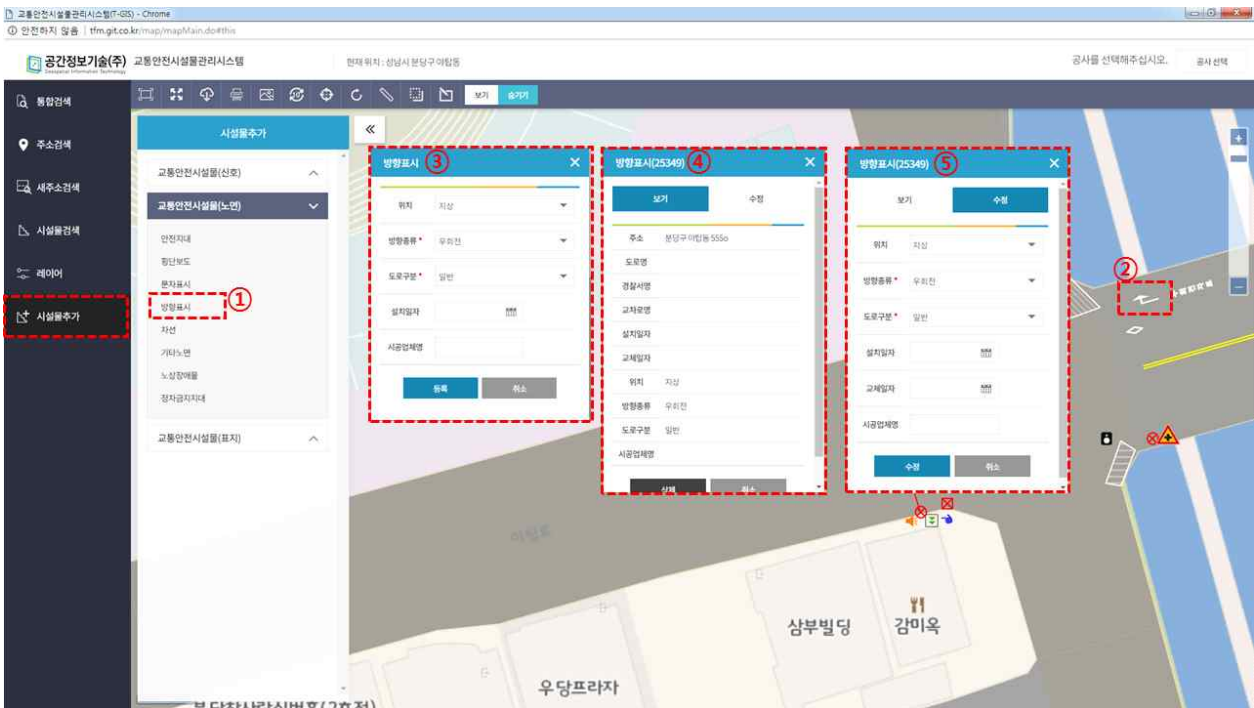 교통안전시설물관리시스템(T-GIS) - Chrome
안전하지 않음 | tfm.git.co.kr/map/mapMain.do#this
공간정보기술(주) 교통안전시설물관리시스템
Geospatial Information Technology
현재 위치 : 성남시 분당구 야탑동
공사를 선택해주십시오.
공사 선택
보기
숨기기
통합검색
주소검색
새주소검색
시설물검색
레이어
시설물추가
시설물추가
교통안전시설물(신호)
교통안전시설물(노면)
안전지대
횡단보도
문자표시
방향표시
①
차선
기타노면
노상장애물
정차금지지대
교통안전시설물(표지)
방향표시
③
위치 지상
방향종류 * 우회전
도로구분 * 일반
설치일자
시공업체명
등록 취소
방향표시(25349)
④
보기 수정
주소 분당구 야탑동 555o
도로명
경찰서명
교차로명
설치일자
교체일자
위치 지상
방향종류 우회전
도로구분 일반
시공업체명
삭제 취소
방향표시(25349)
⑤
보기 수정
위치 지상
방향종류 * 우회전
도로구분 * 일반
설치일자
교체일자
시공업체명
수정 취소
②
삼부빌딩
감미옥
우당프라자